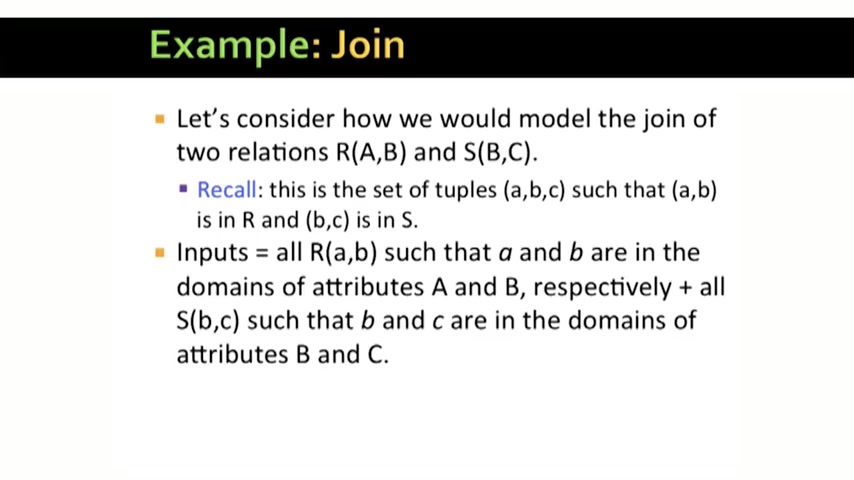 Example: Join
Let's consider how we would model the join of
two relations R(A,B) and S(B,C).
Recall: this is the set of tuples (a,b,c) such that (a,b)
is in R and (b,c) is in S.
Inputs = all R(a,b) such that a and b are in the
domains of attributes A and B, respectively + all
S(b,c) such that b and c are in the domains of
attributes B and C.